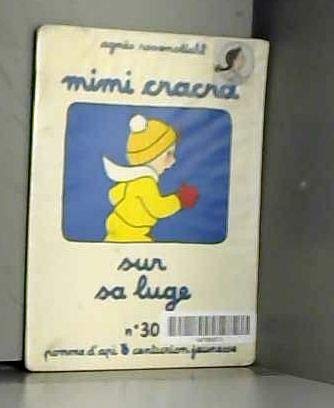 agnès rosenstiehl
mimi cracra
sur
sa luge
n°30
pomme d'api centurion jeunesse